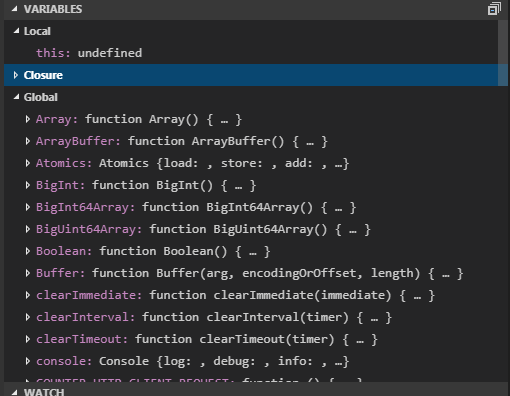 VARIABLES
Local
this: undefined
Closure
Global
Array: function Array() { … }
ArrayBuffer: function ArrayBuffer() { … }
Atomics: Atomics {load: , store: , add: , …}
BigInt: function BigInt() { … }
BigInt64Array: function BigInt64Array() { … }
BigUint64Array: function BigUint64Array() { … }
Boolean: function Boolean() { … }
Buffer: function Buffer(arg, encodingOrOffset, length) { … }
clearImmediate: function clearImmediate(immediate) { … }
clearInterval: function clearInterval(timer) { … }
clearTimeout: function clearTimeout(timer) { … }
console: Console {log: , debug: , info: , …}
COUNTER_HTTP_CLIENT_REQUEST: function () { … }
WATCH